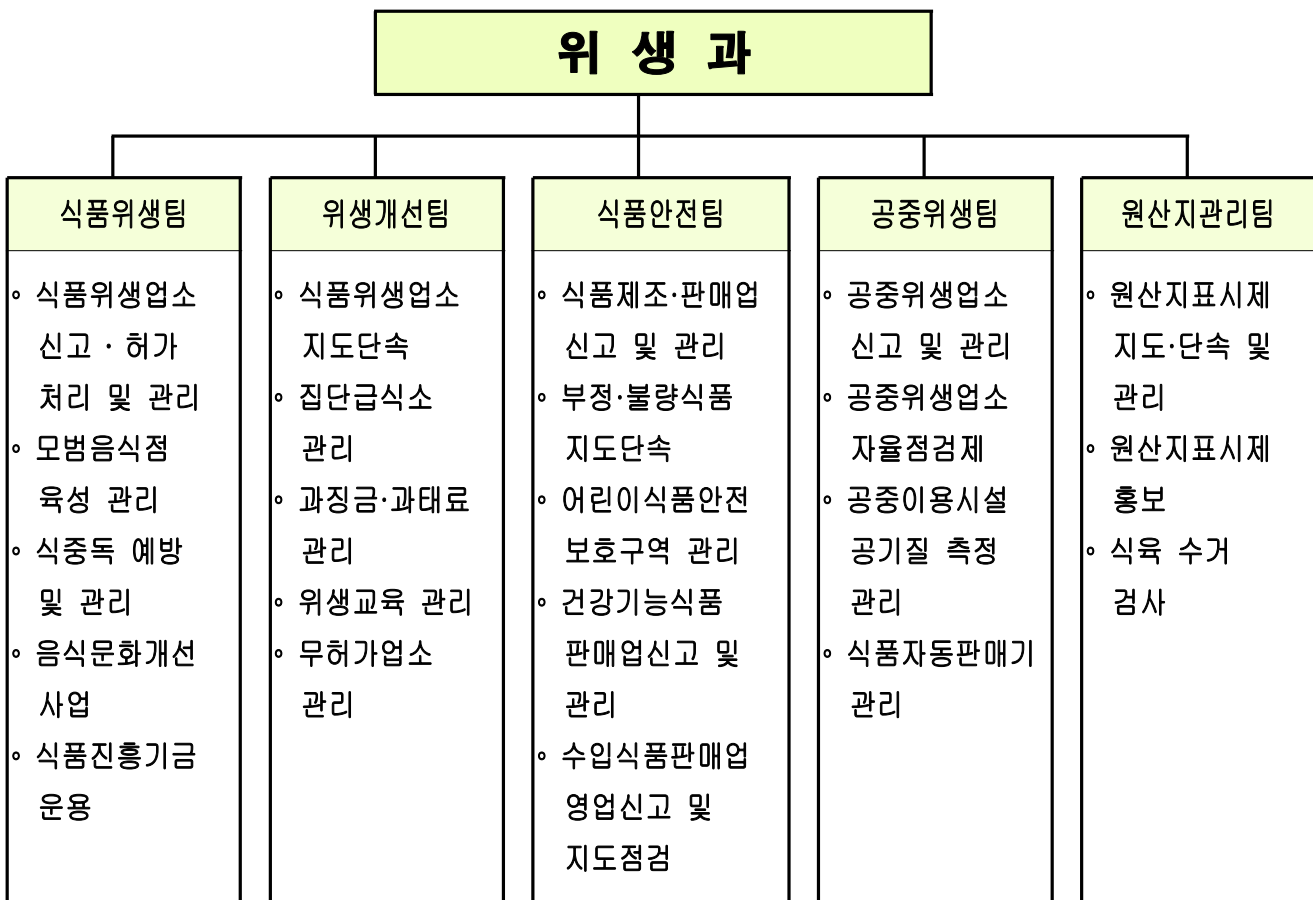 위 생 과
식품위생팀
◦ 식품위생업소
신고 · 허가
처리 및 관리
◦ 모범음식점
육성 관리
◦ 식중독 예방
및 관리
◦ 음식문화개선
사업
◦ 식품진흥기금
운용
위생개선팀
◦ 식품위생업소
지도단속
◦ 집단급식소
관리
◦ 과징금·과태료
관리
◦ 위생교육 관리
◦ 무허가업소
관리
식품안전팀
◦ 식품제조·판매업
신고 및 관리
◦ 부정·불량식품
지도단속
◦ 어린이식품안전
보호구역 관리
◦ 건강기능식품
판매업신고 및
관리
◦ 수입식품판매업
영업신고 및
지도점검
공중위생팀
◦ 공중위생업소
신고 및 관리
◦ 공중위생업소
자율점검제
◦ 공중이용시설
공기질 측정
관리
◦ 식품자동판매기
관리
원산지관리팀
◦ 원산지표시제
지도·단속 및
관리
◦ 원산지표시제
홍보
◦ 식육 수거
검사